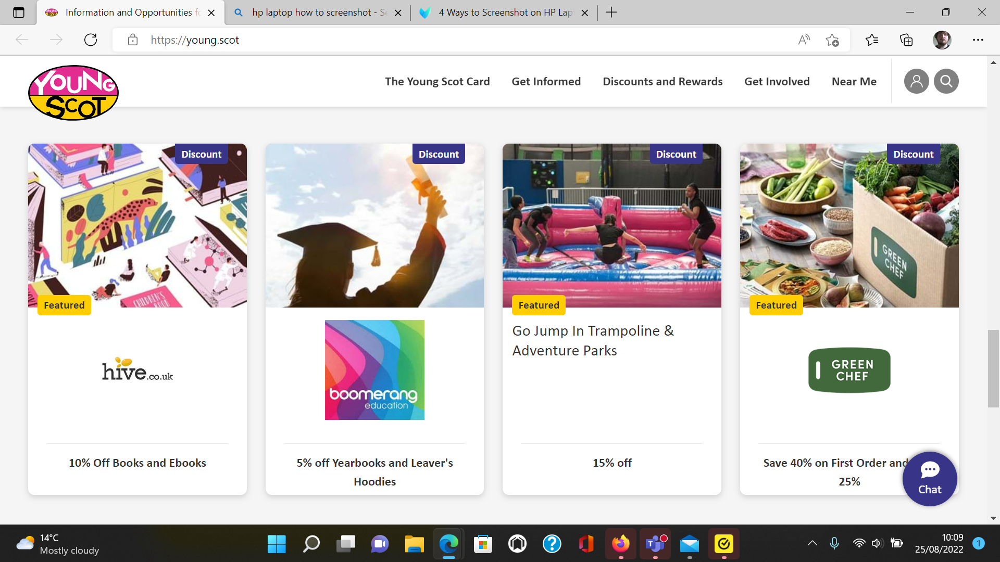 Information and Opportunities fo
hp laptop how to screenshot - Se
4 Ways to Screenshot on HP Lap
https://young.scot
YOUNG
SCOT
The Young Scot Card
Get Informed
Discounts and Rewards
Get Involved
Near Me
Discount
Discount
Discount
Discount
CHILDREN'S
BOOK
GREEN
CHEF
Featured
Featured
Featured
hive.co.uk
boomerang
education
Go Jump In Trampoline &
Adventure Parks
GREEN
CHEF
10% Off Books and Ebooks
5% off Yearbooks and Leaver's
Hoodies
15% off
Save 40% on First Order and
25%
Chat
14°C
Mostly cloudy
10:09
25/08/2022
1